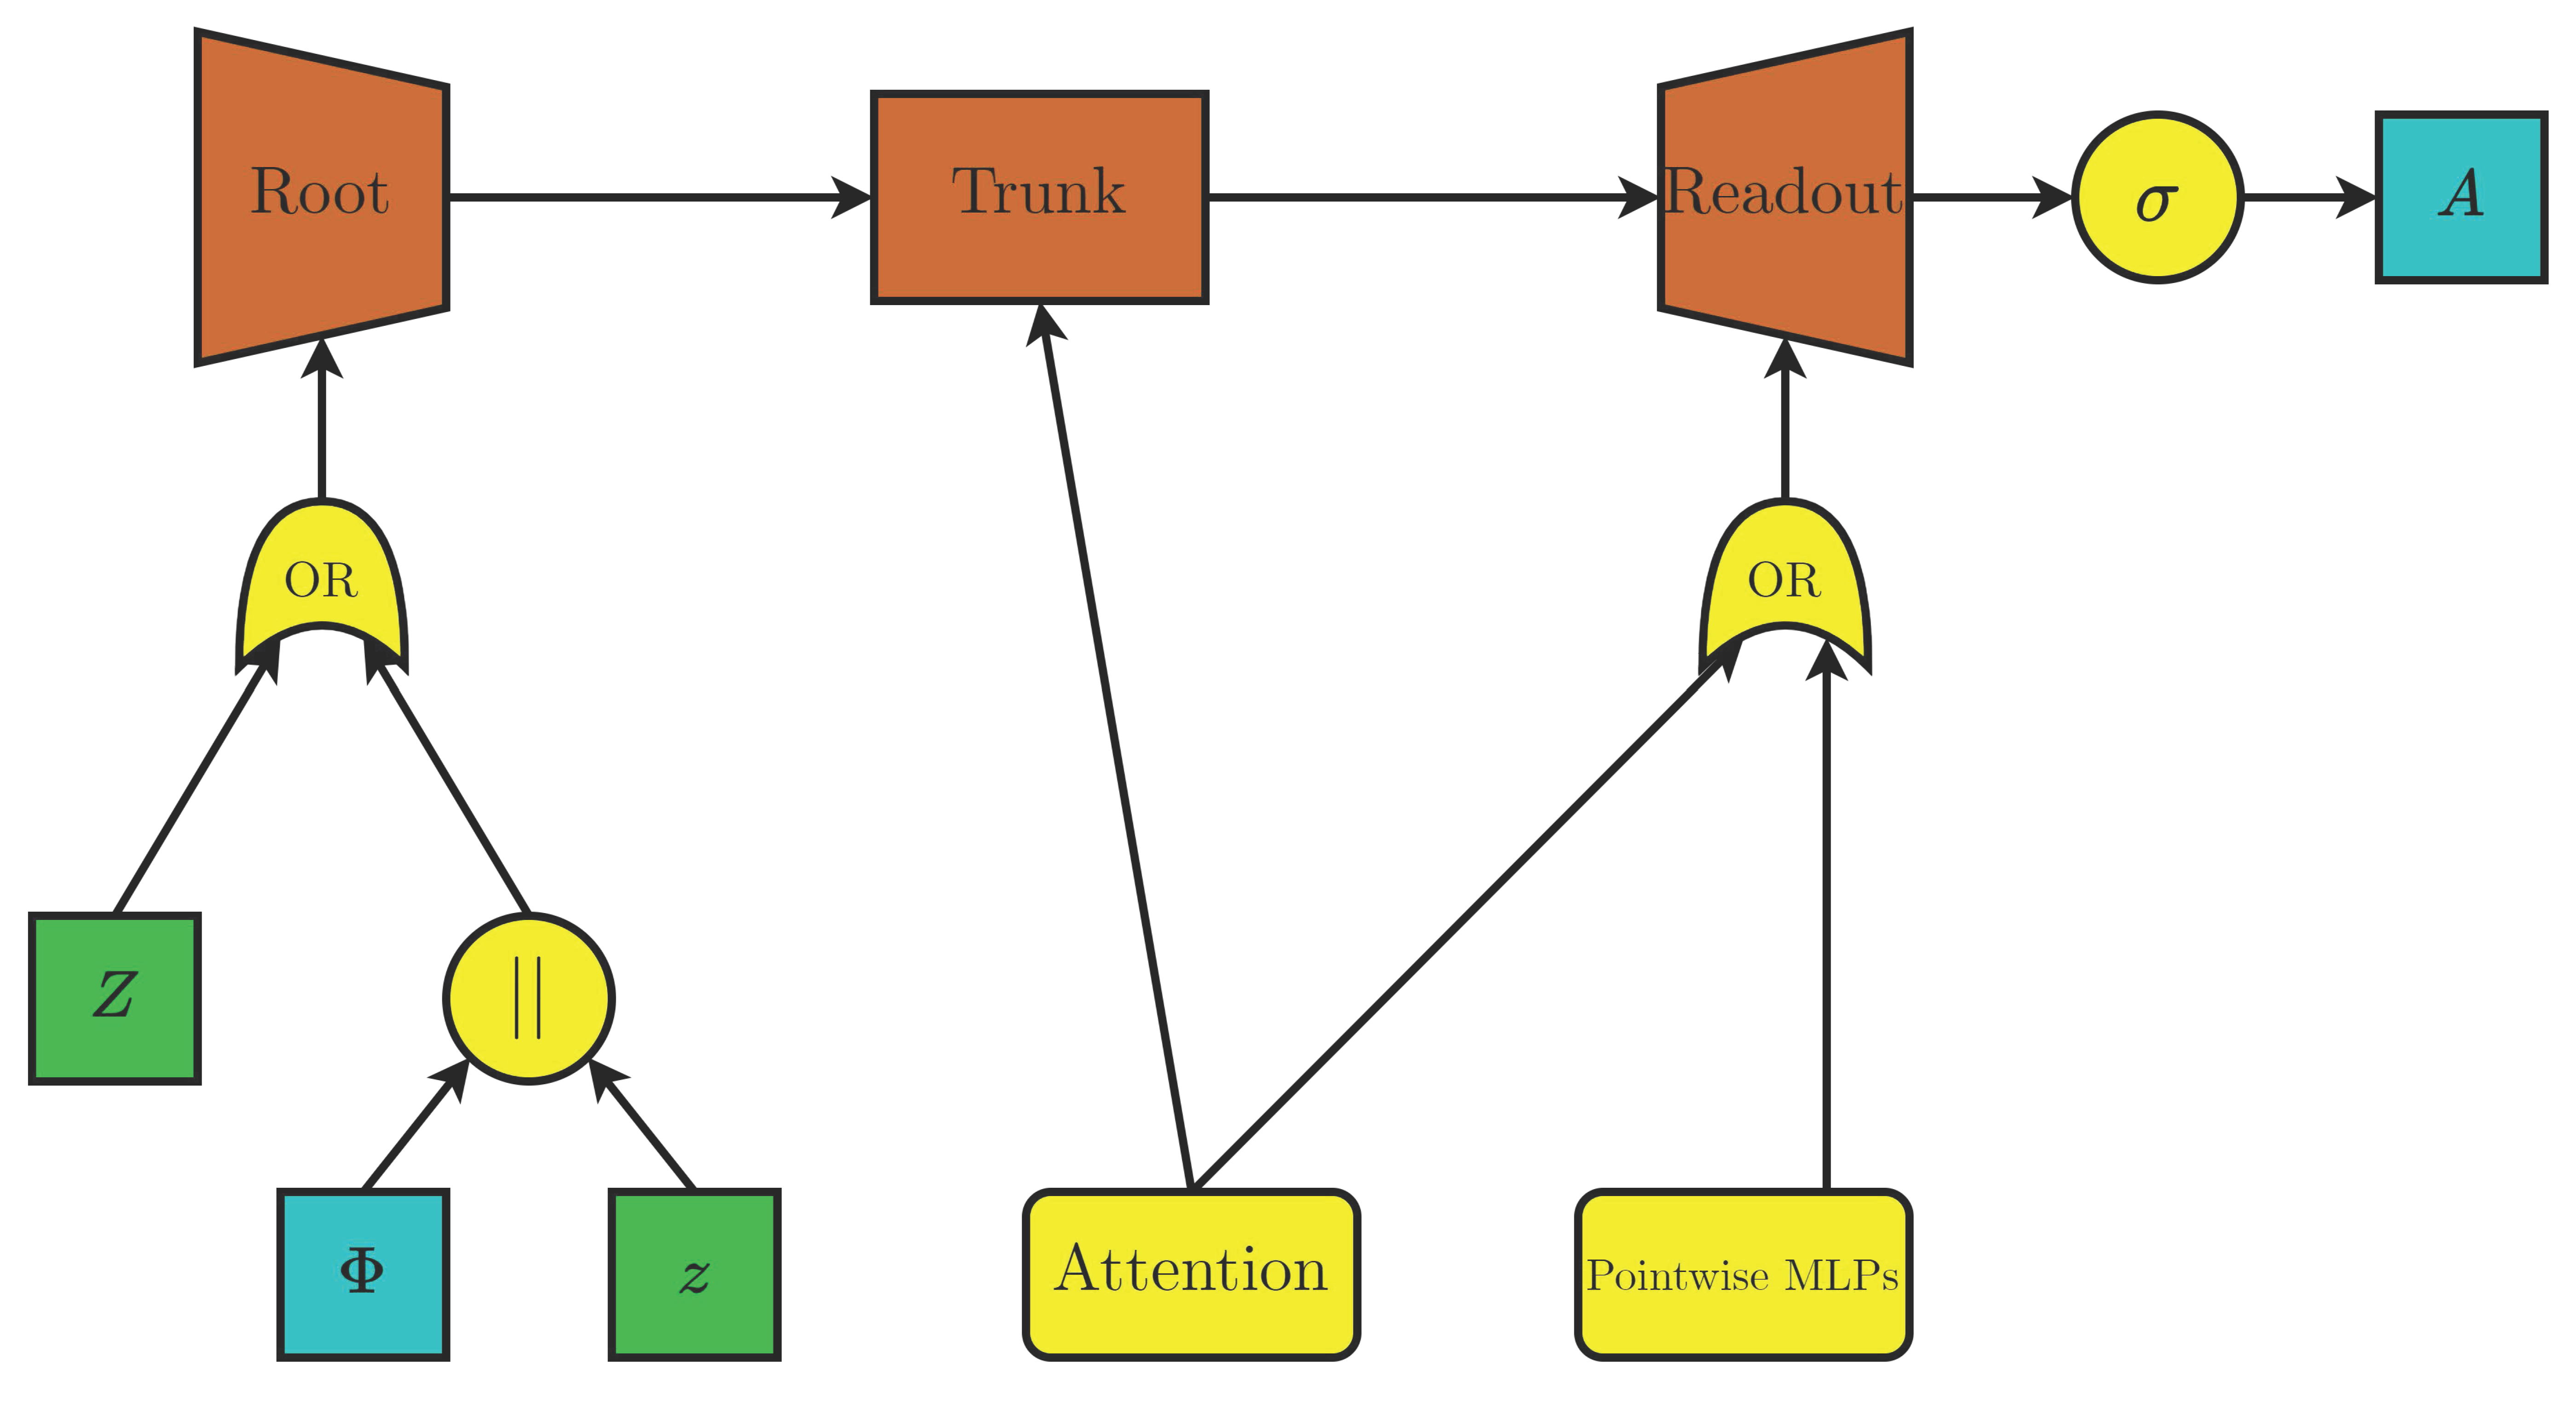 Root
Trunk
Readout
σ
A
OR
OR
Z
||
Φ
z
Attention
Pointwise MLPs